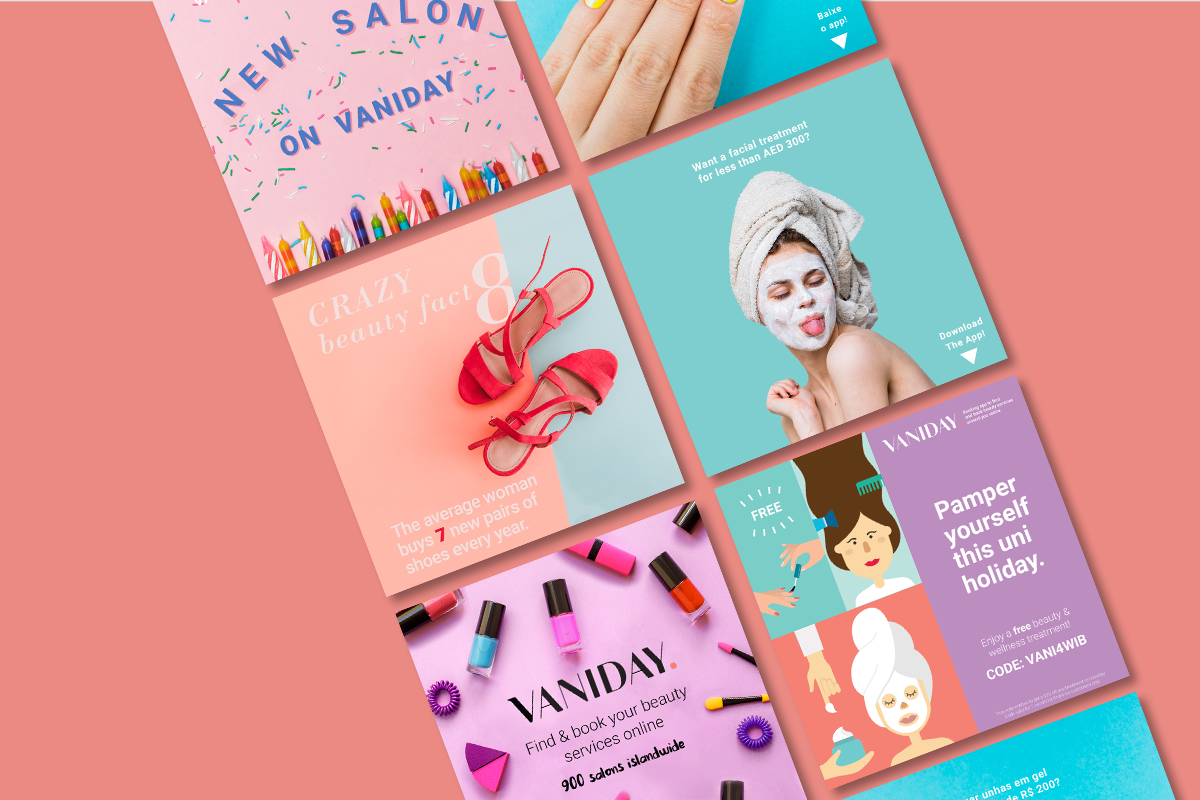 NEW SALON
ON VANIDAY
Baixe
o app!
Want a facial treatment
for less than AED 300?
Download
The App!
CRAZY
beauty fact
8
The average woman
buys 7 new pairs of
shoes every year.
VANIDAY
FREE
Pamper
yourself
this uni
holiday.
Enjoy a free beauty &
wellness treatment!
CODE: VANI4WIB
VANIDAY.
Find & book your beauty
services online
900 salons islandwide
unhas em gel
de R$ 200?